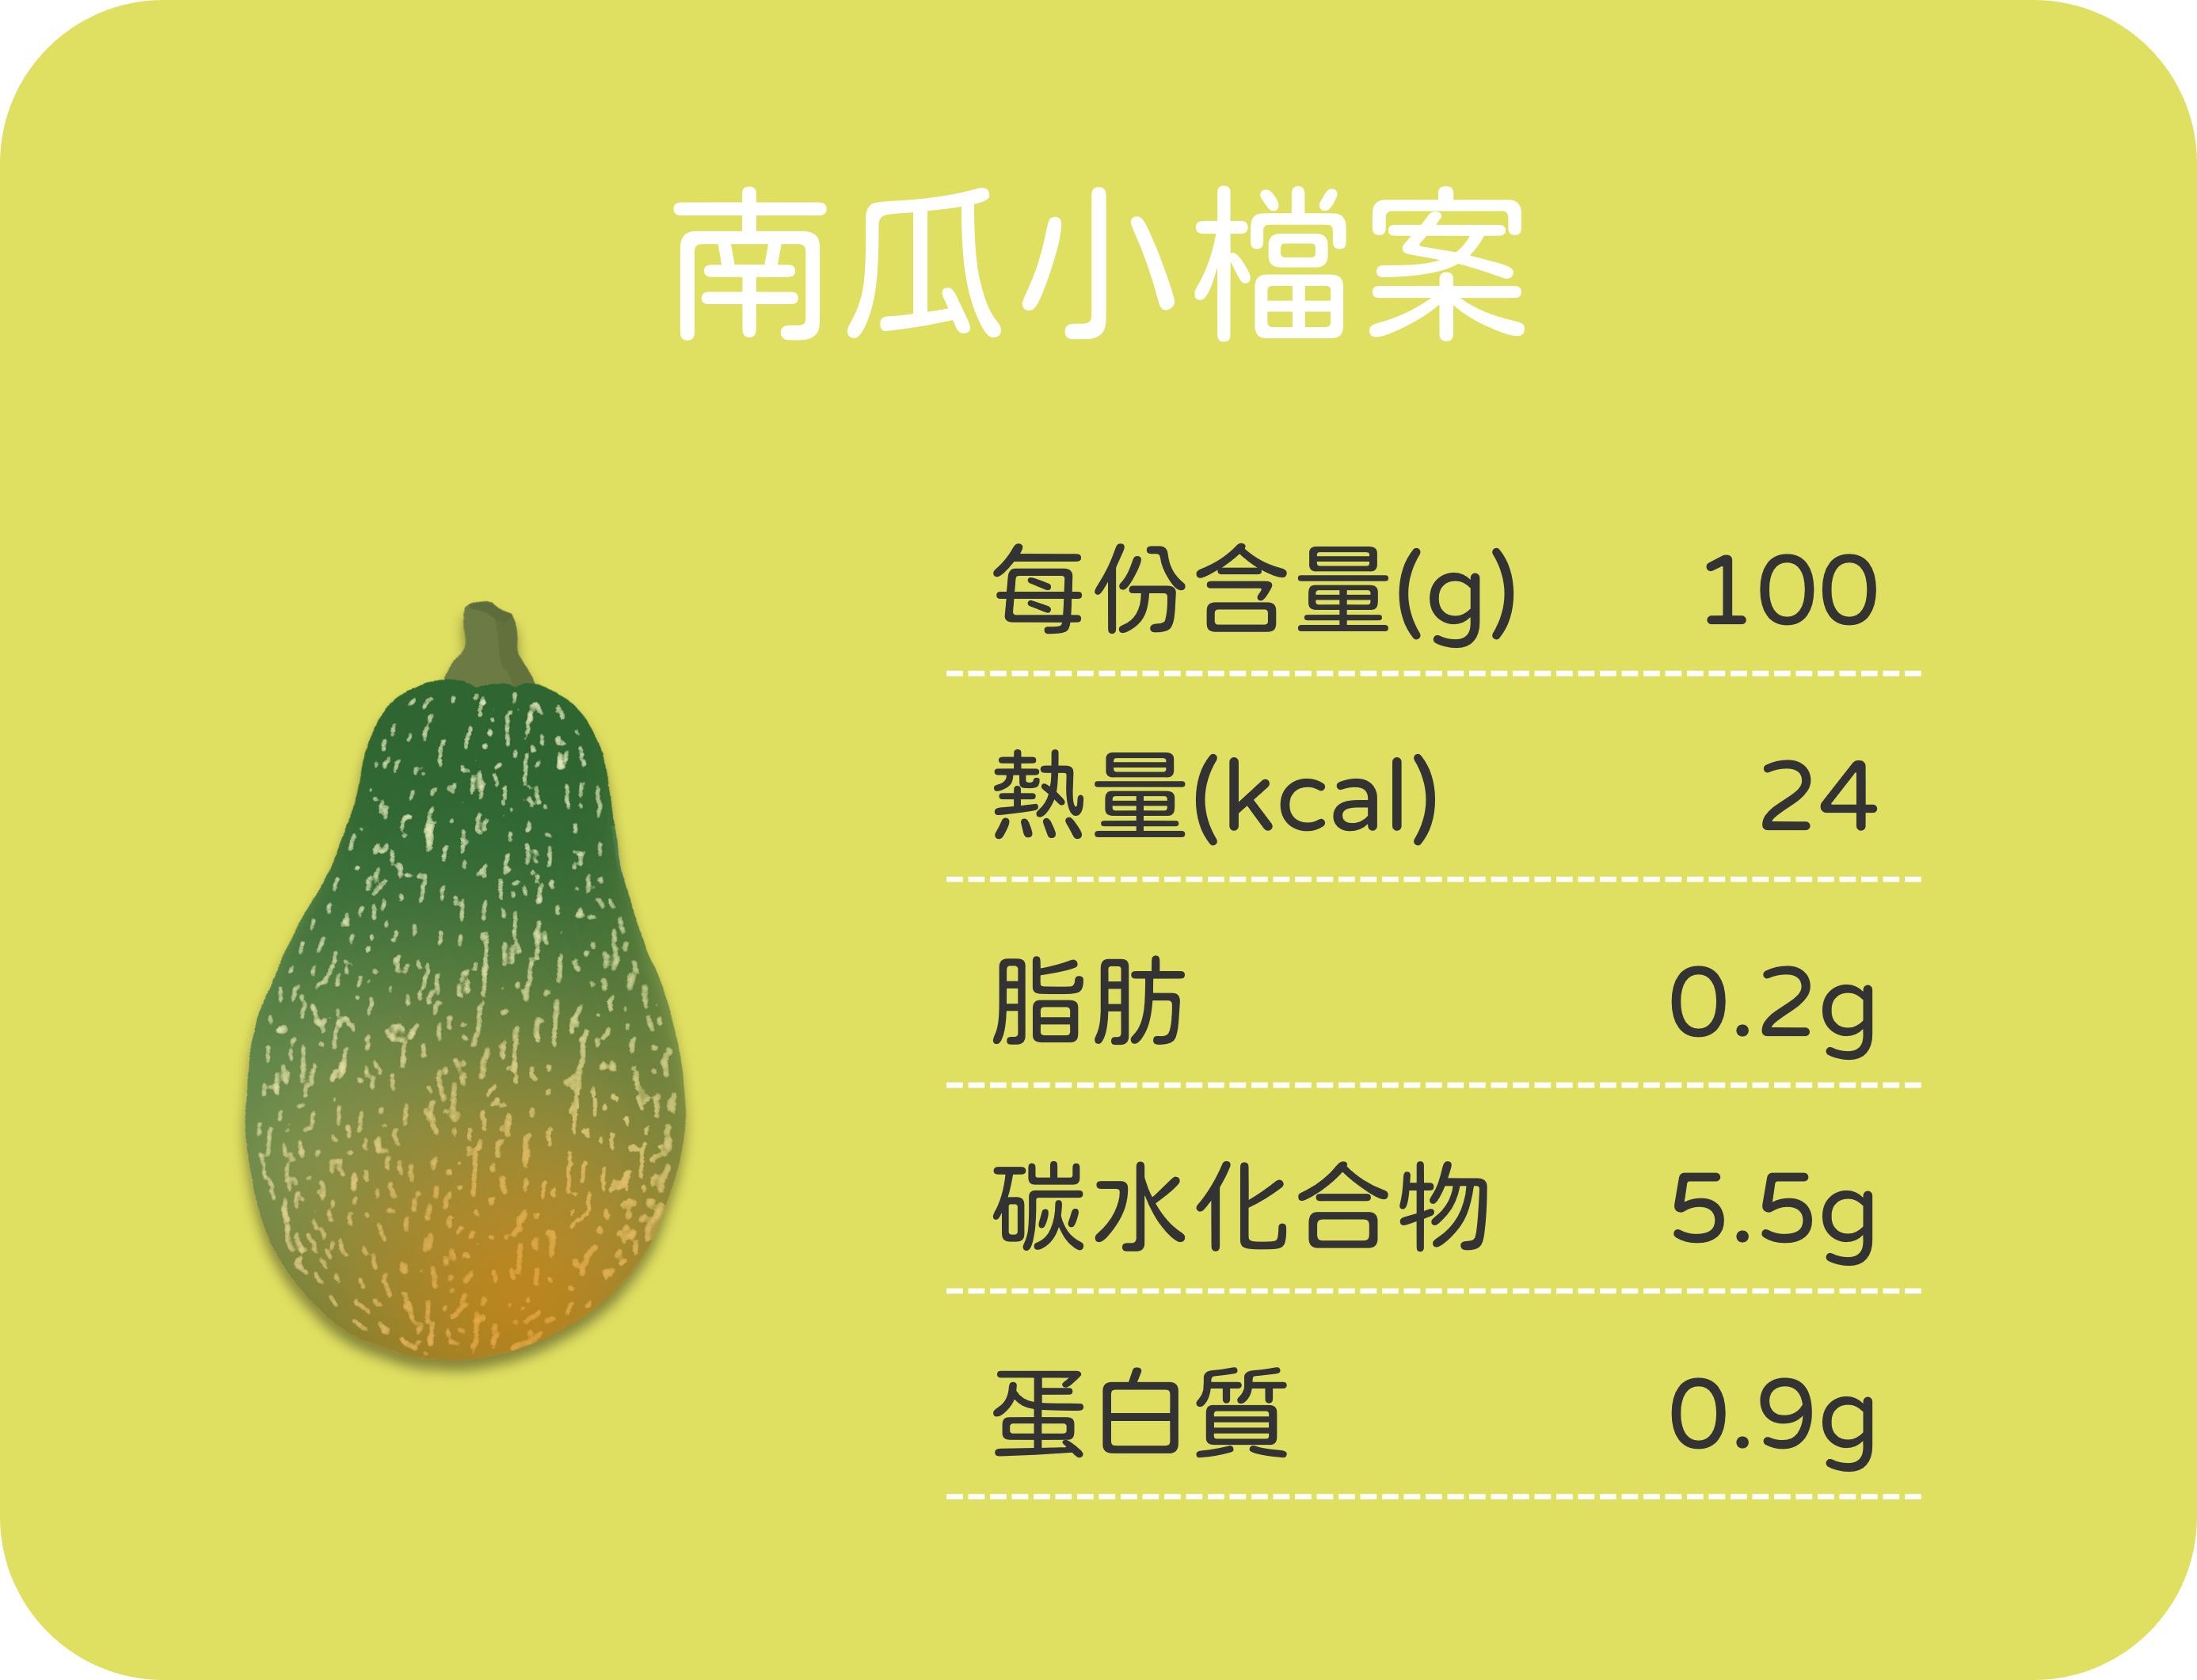 南瓜小檔案
每份含量(g) 100
熱量(kcal) 24
脂肪 0.2g
碳水化合物 5.5g
蛋白質 0.9g